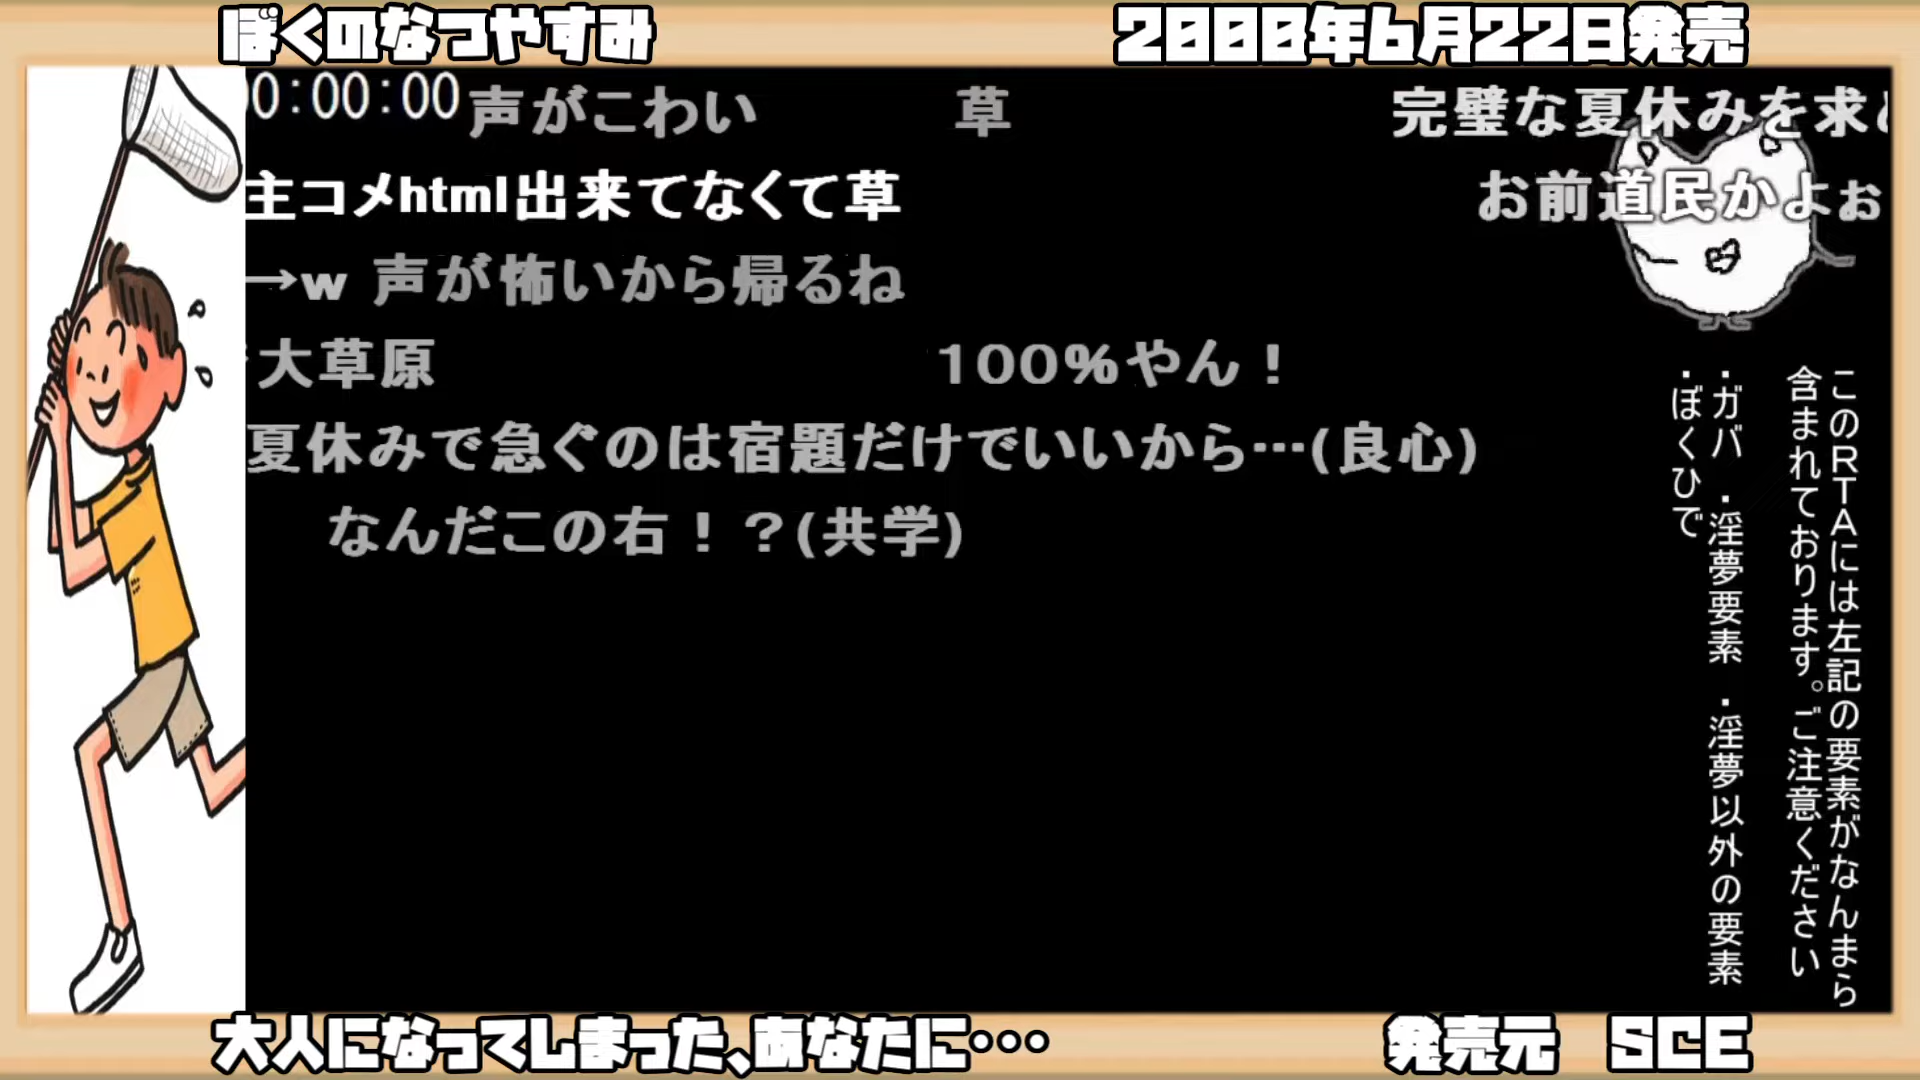 ぼくのなつやすみ
2000年6月22日発売
00:00:00
声がこわい
草
完璧な夏休みを求
主コメhtml出来てなくて草
お前道民かよぉ
→w 声が怖いから帰るね
大草原
100%やん！
夏休みで急ぐのは宿題だけでいいから…(良心)
なんだこの右！？(共学)
このRTAには左記の要素がなんまら
含まれております。ご注意ください
・ガバ ・淫夢要素 ・淫夢以外の要素
・ぼくひで
大人になってしまった、あなたに…
発売元 SCE